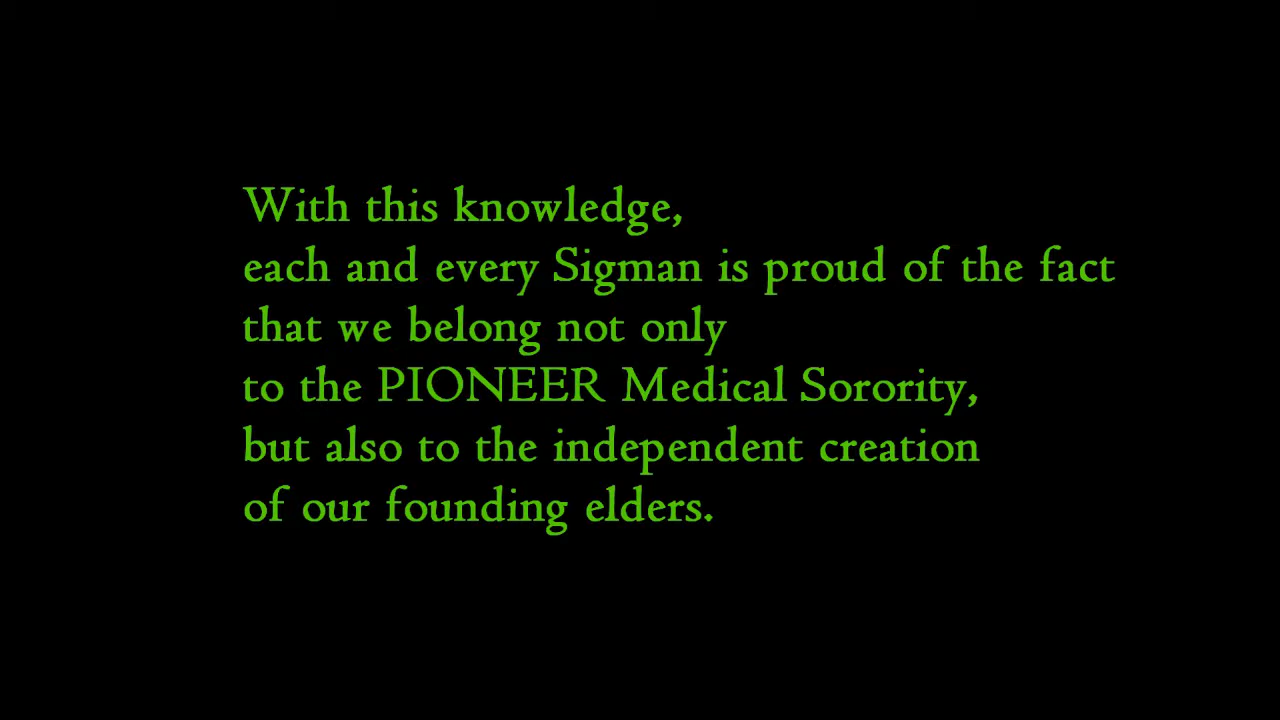 With this knowledge,
each and every Sigman is proud of the fact
that we belong not only
to the PIONEER Medical Sorority,
but also to the independent creation
of our founding elders.